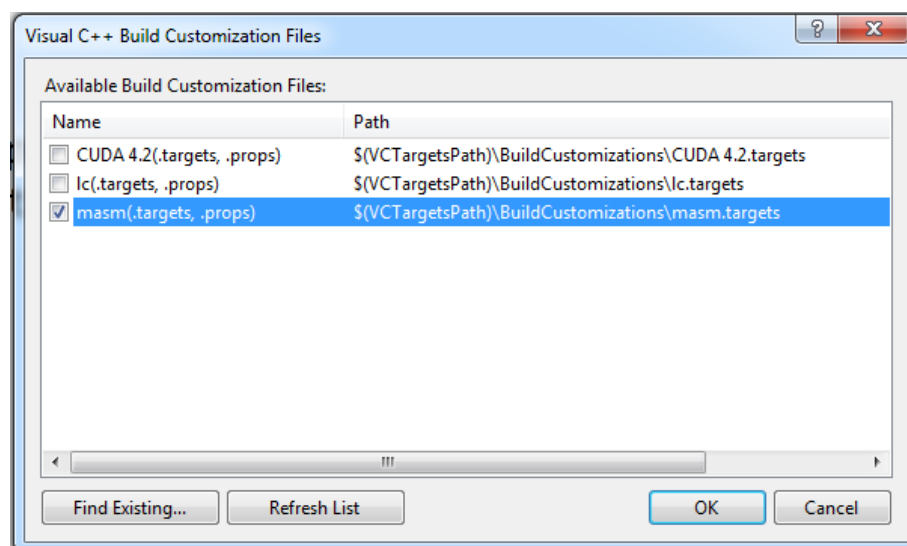 Visual C++ Build Customization Files
Available Build Customization Files:
Name Path
CUDA 4.2(.targets, .props) $(VCTargetsPath)\BuildCustomizations\CUDA 4.2.targets
lc(.targets, .props) $(VCTargetsPath)\BuildCustomizations\lc.targets
masm(.targets, .props) $(VCTargetsPath)\BuildCustomizations\masm.targets
Find Existing... Refresh List OK Cancel